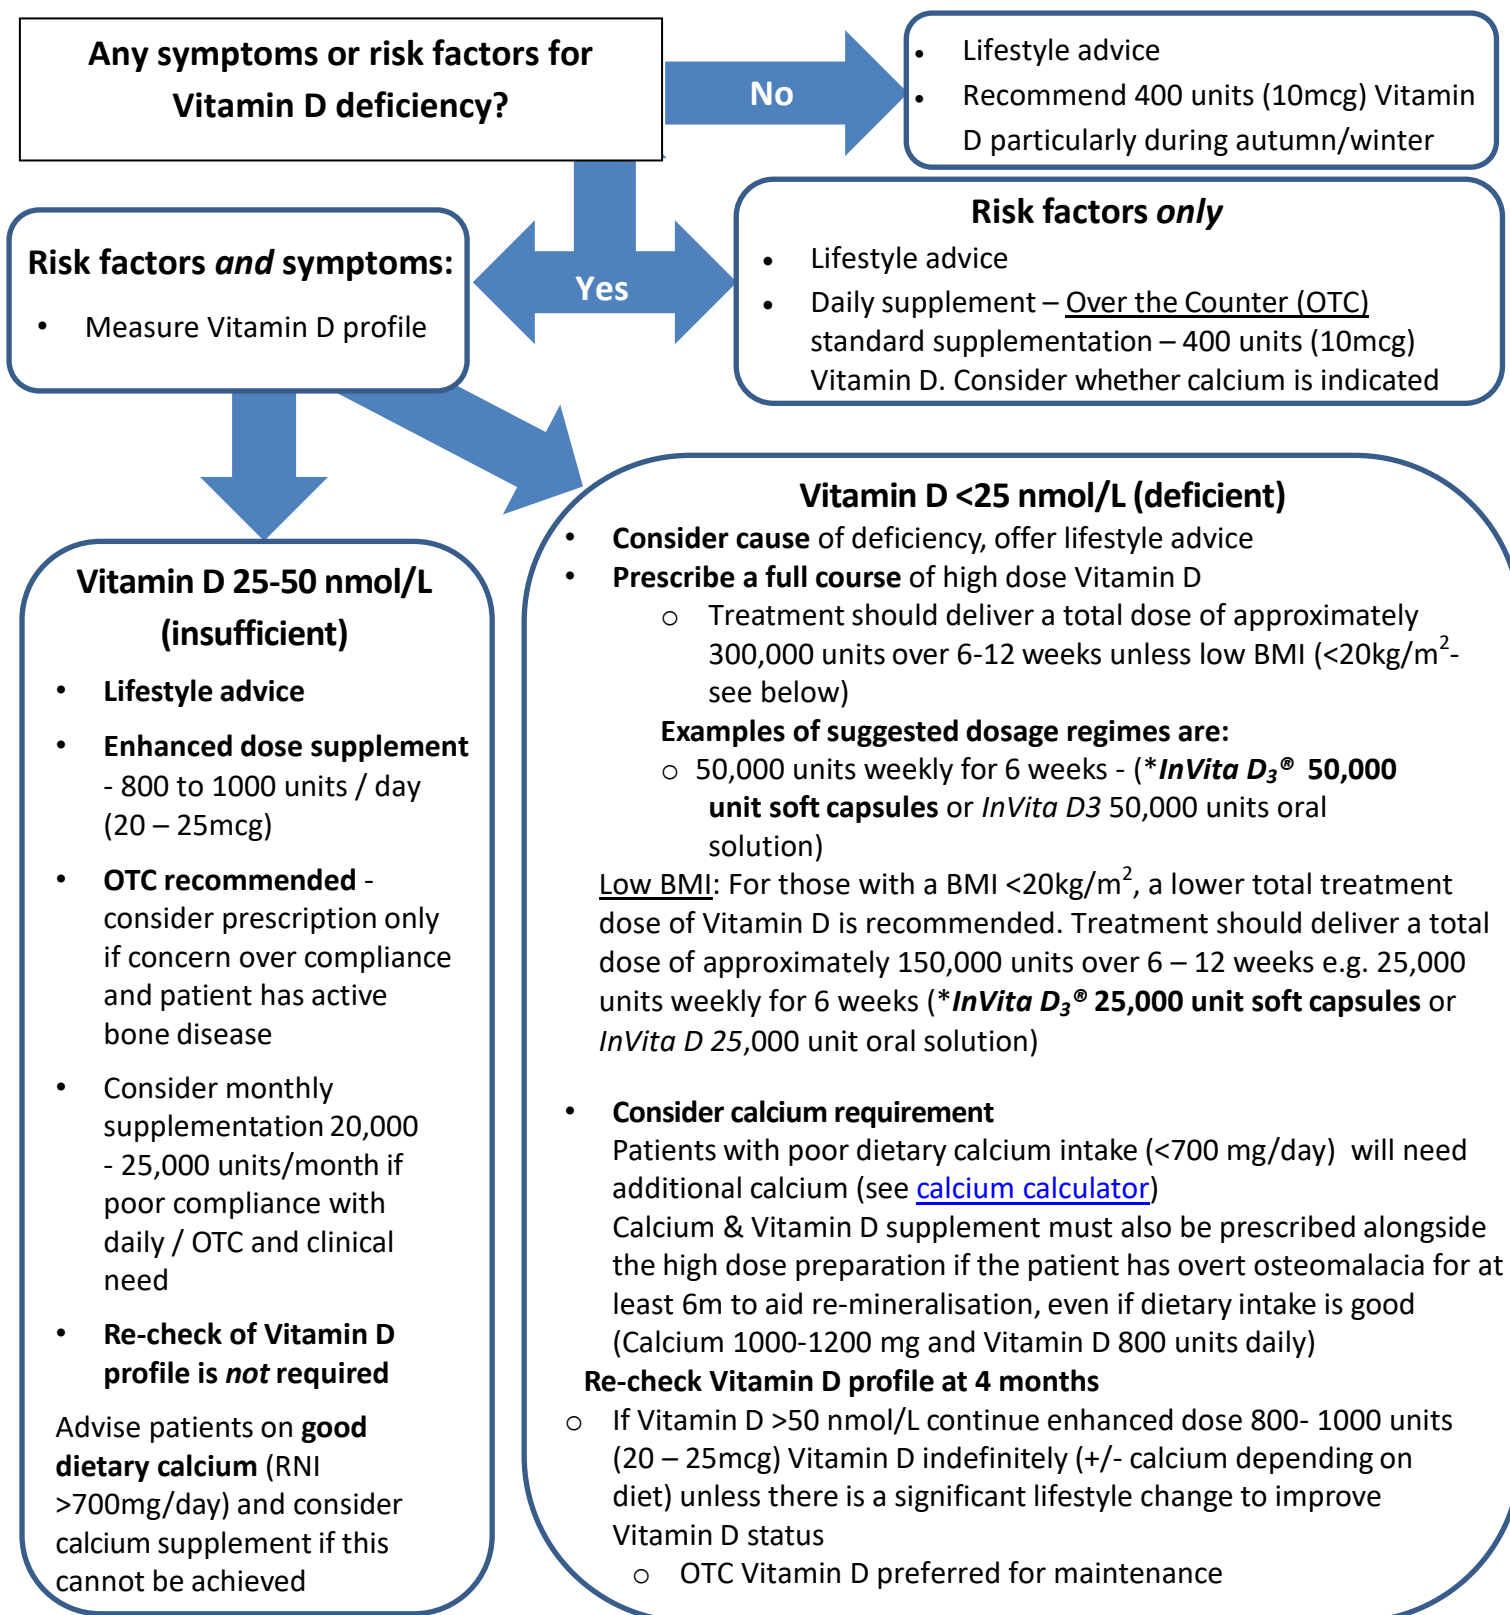 Any symptoms or risk factors for
Vitamin D deficiency?
No
• Lifestyle advice
• Recommend 400 units (10mcg) Vitamin
D particularly during autumn/winter
Yes
Risk factors and symptoms:
• Measure Vitamin D profile
Risk factors only
• Lifestyle advice
• Daily supplement – Over the Counter (OTC)
standard supplementation – 400 units (10mcg)
Vitamin D. Consider whether calcium is indicated
Vitamin D 25-50 nmol/L
(insufficient)
• Lifestyle advice
• Enhanced dose supplement
- 800 to 1000 units / day
(20 – 25mcg)
• OTC recommended -
consider prescription only
if concern over compliance
and patient has active
bone disease
• Consider monthly
supplementation 20,000
- 25,000 units/month if
poor compliance with
daily / OTC and clinical
need
• Re-check of Vitamin D
profile is not required
Advise patients on good
dietary calcium (RNI
>700mg/day) and consider
calcium supplement if this
cannot be achieved
Vitamin D <25 nmol/L (deficient)
• Consider cause of deficiency, offer lifestyle advice
• Prescribe a full course of high dose Vitamin D
o Treatment should deliver a total dose of approximately
300,000 units over 6-12 weeks unless low BMI (<20kg/m²-
see below)
Examples of suggested dosage regimes are:
o 50,000 units weekly for 6 weeks - (*InVita D₃® 50,000
unit soft capsules or InVita D3 50,000 units oral
solution)
Low BMI: For those with a BMI <20kg/m², a lower total treatment
dose of Vitamin D is recommended. Treatment should deliver a total
dose of approximately 150,000 units over 6 – 12 weeks e.g. 25,000
units weekly for 6 weeks (*InVita D₃® 25,000 unit soft capsules or
InVita D 25,000 unit oral solution)
• Consider calcium requirement
Patients with poor dietary calcium intake (<700 mg/day) will need
additional calcium (see calcium calculator)
Calcium & Vitamin D supplement must also be prescribed alongside
the high dose preparation if the patient has overt osteomalacia for at
least 6m to aid re-mineralisation, even if dietary intake is good
(Calcium 1000-1200 mg and Vitamin D 800 units daily)
Re-check Vitamin D profile at 4 months
o If Vitamin D >50 nmol/L continue enhanced dose 800- 1000 units
(20 – 25mcg) Vitamin D indefinitely (+/- calcium depending on
diet) unless there is a significant lifestyle change to improve
Vitamin D status
o OTC Vitamin D preferred for maintenance